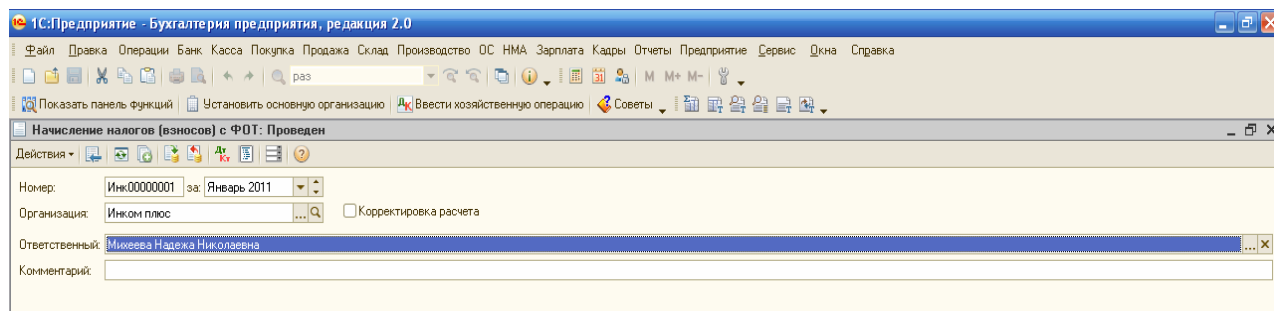 1С:Предприятие - Бухгалтерия предприятия, редакция 2.0
Файл Правка Операции Банк Касса Покупка Продажа Склад Производство ОС НМА Зарплата Кадры Отчеты Предприятие Сервис Окна Справка
раз M M+ M-
Показать панель функций Установить основную организацию Ввести хозяйственную операцию Советы
Начисление налогов (взносов) с ФОТ: Проведен
Действия
Номер: Инк00000001 за: Январь 2011
Организация: Инком плюс ... Корректировка расчета
Ответственный: Михеева Надежа Николаевна ...
Комментарий: